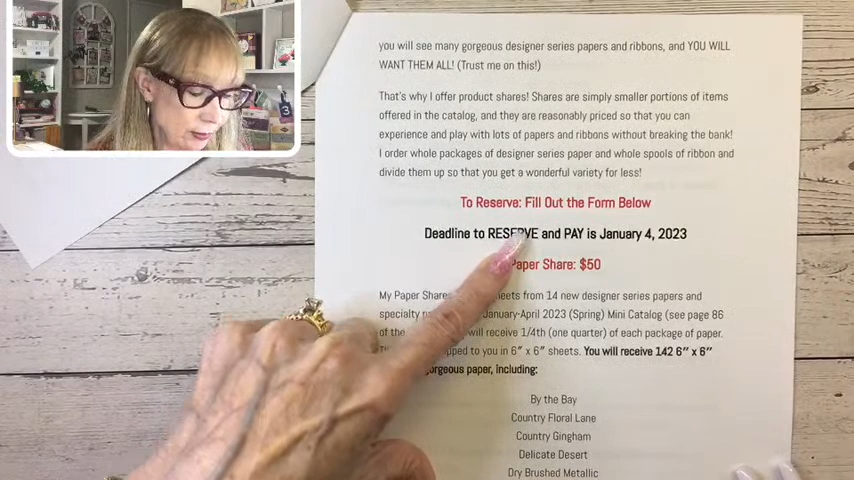 you will see many gorgeous designer series papers and ribbons, and YOU WILL
WANT THEM ALL! (Trust me on this!)
That's why I offer product shares! Shares are simply smaller portions of items
offered in the catalog, and they are reasonably priced so that you can
experience and play with lots of papers and ribbons without breaking the bank!
I order whole packages of designer series paper and whole spools of ribbon and
divide them up so that you get a wonderful variety for less!
To Reserve: Fill Out the Form Below
Deadline to RESERVE and PAY is January 4, 2023
Paper Share: $50
My Paper Share sheets from 14 new designer series papers and
specialty January-April 2023 (Spring) Mini Catalog (see page 86
of the will receive 1/4th (one quarter) of each package of paper.
to you in 6" x 6" sheets. You will receive 142 6" x 6"
gorgeous paper, including:
By the Bay
Country Floral Lane
Country Gingham
Delicate Desert
Dry Brushed Metallic